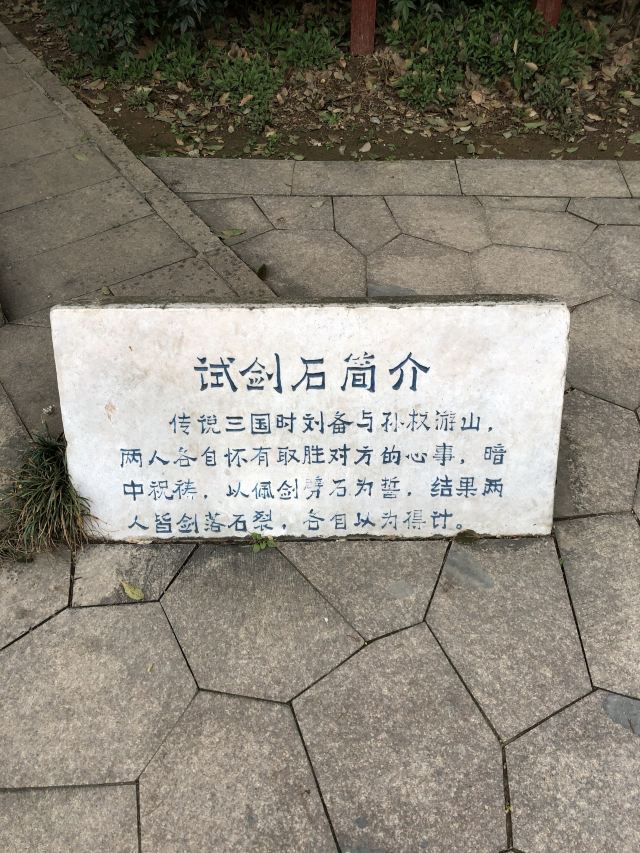 试剑石简介
传说三国时刘备与孙权游山，
两人各自怀有取胜对方的心事，暗
中祝祷，以佩剑劈石为誓，结果两
人皆剑落石裂，各自以为得计。